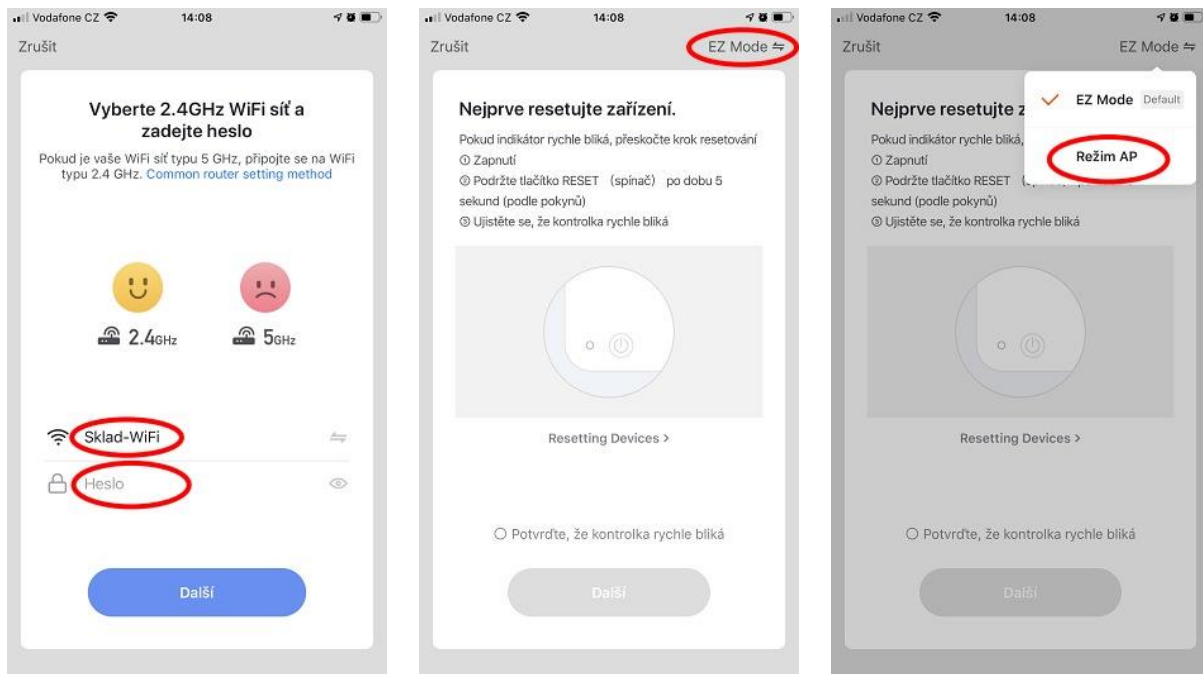 Vodafone CZ 14:08
Zrušit
Vyberte 2.4GHz WiFi síť a
zadejte heslo
Pokud je vaše WiFi síť typu 5 GHz, připojte se na WiFi
typu 2.4 GHz. Common router setting method
2.4GHz
5GHz
Sklad-WiFi
Heslo
Další
Vodafone CZ 14:08
Zrušit
EZ Mode
Nejprve resetujte zařízení.
Pokud indikátor rychle bliká, přeskočte krok resetování
① Zapnutí
② Podržte tlačítko RESET （spínač） po dobu 5
sekund (podle pokynů)
③ Ujistěte se, že kontrolka rychle bliká
Resetting Devices >
Potvrďte, že kontrolka rychle bliká
Další
Vodafone CZ 14:08
Zrušit
EZ Mode
EZ Mode Default
Režim AP
Nejprve resetujte z
Pokud indikátor rychle bliká,
① Zapnutí
② Podržte tlačítko RESET
sekund (podle pokynů)
③ Ujistěte se, že kontrolka rychle bliká
Resetting Devices >
Potvrďte, že kontrolka rychle bliká
Další